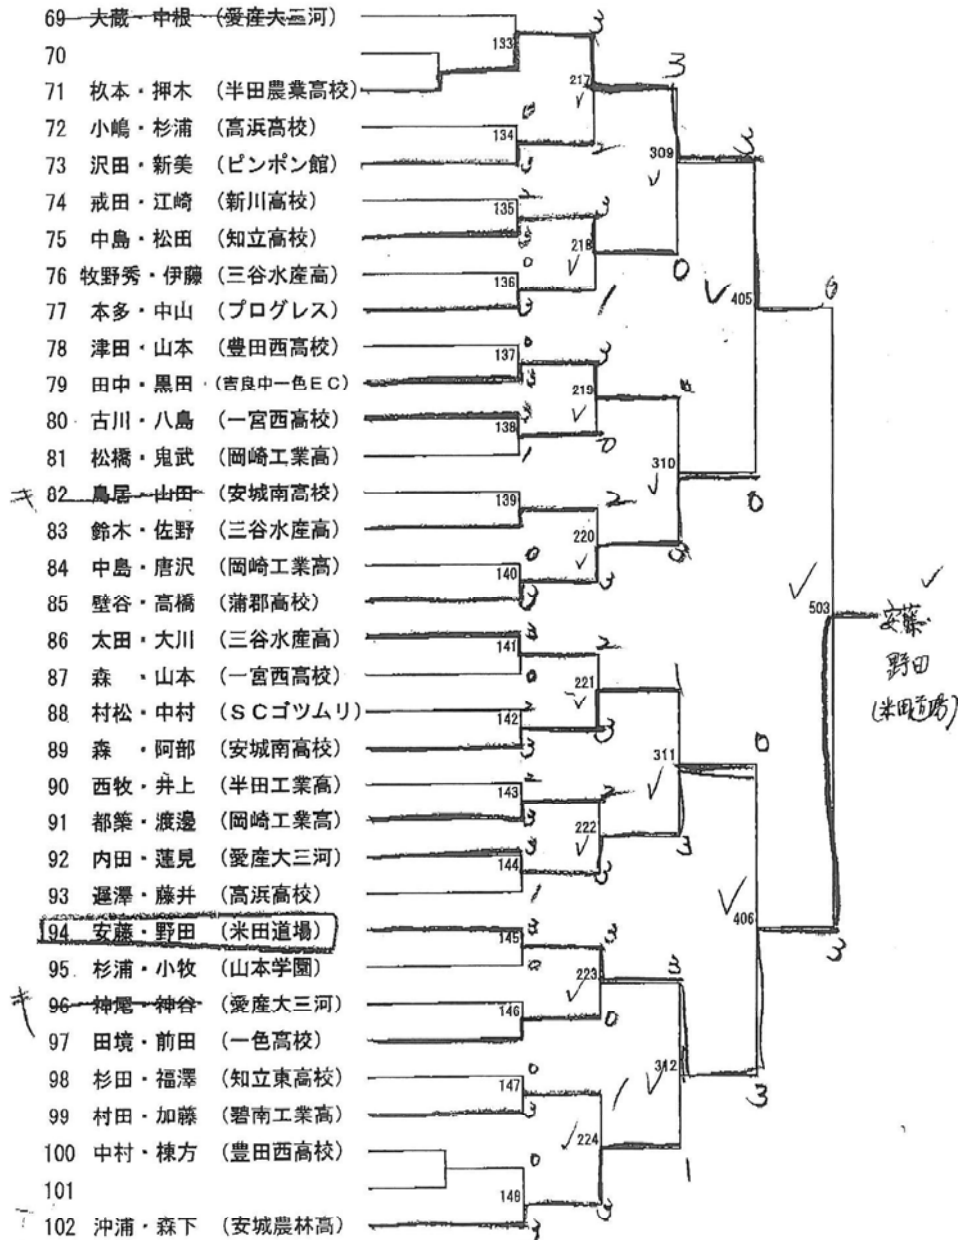 69 大蔵・中根 (愛産大三河)
70
71 杁本・押木 (半田農業高校)
72 小嶋・杉浦 (高浜高校)
73 沢田・新美 (ピンポン館)
74 戒田・江崎 (新川高校)
75 中島・松田 (知立高校)
76 牧野秀・伊藤 (三谷水産高)
77 本多・中山 (プログレス)
78 津田・山本 (豊田西高校)
79 田中・黒田 (吉良中一色EC)
80 古川・八島 (一宮西高校)
81 松橋・鬼武 (岡崎工業高)
キ 82 鳥居・山田 (安城南高校)
83 鈴木・佐野 (三谷水産高)
84 中島・唐沢 (岡崎工業高)
85 壁谷・高橋 (蒲郡高校)
86 太田・大川 (三谷水産高)
87 森 ・山本 (一宮西高校)
88 村松・中村 (SCゴツムリ)
89 森 ・阿部 (安城南高校)
90 西牧・井上 (半田工業高)
91 都築・渡邉 (岡崎工業高)
92 内田・蓮見 (愛産大三河)
93 遅澤・藤井 (高浜高校)
94 安藤・野田 (米田道場)
95 杉浦・小牧 (山本学園)
キ 96 神尾・神谷 (愛産大三河)
97 田境・前田 (一色高校)
98 杉田・福澤 (知立東高校)
99 村田・加藤 (碧南工業高)
100 中村・棟方 (豊田西高校)
101
102 沖浦・森下 (安城農林高)
133
134
135
136
137
138
139
140
141
142
143
144
145
146
147
148
217
218
219
220
221
222
223
224
309
310
311
312
405
406
503
安藤・
野田
(米田道場)